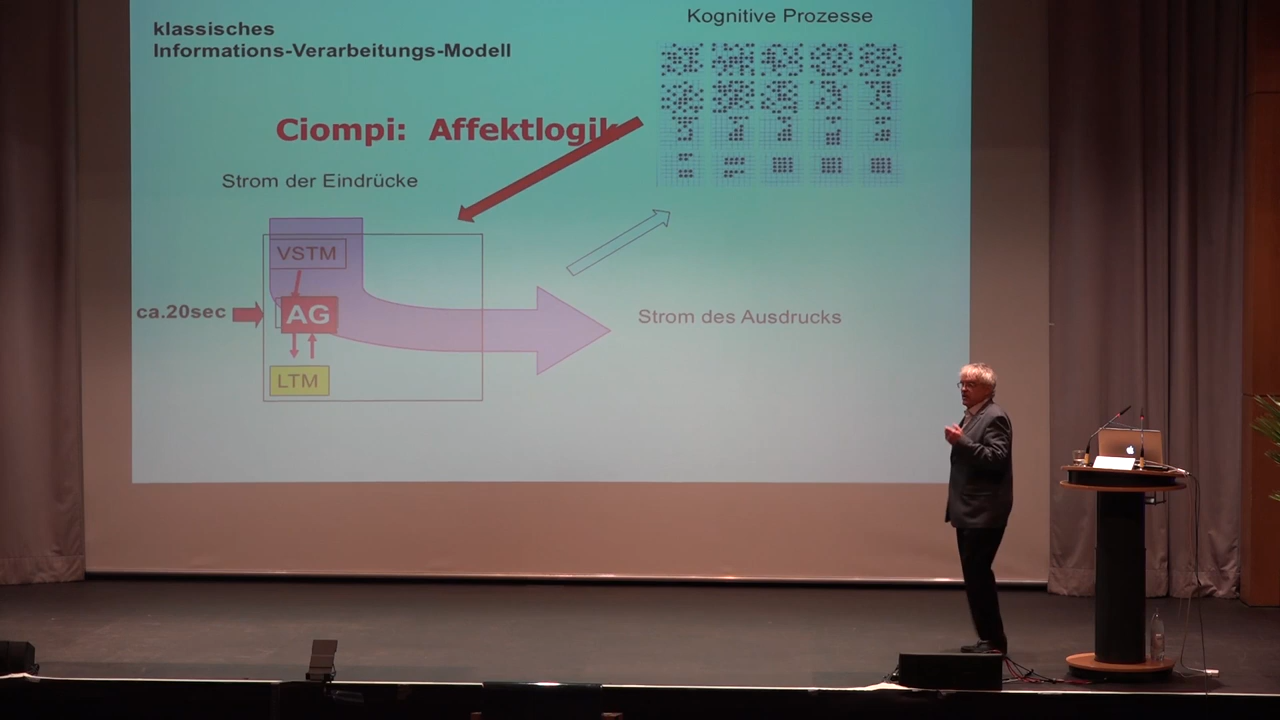 klassisches
Informations-Verarbeitungs-Modell
Kognitive Prozesse
Ciompi: Affektlogik
Strom der Eindrücke
VSTM
ca.20sec
AG
Strom des Ausdrucks
LTM